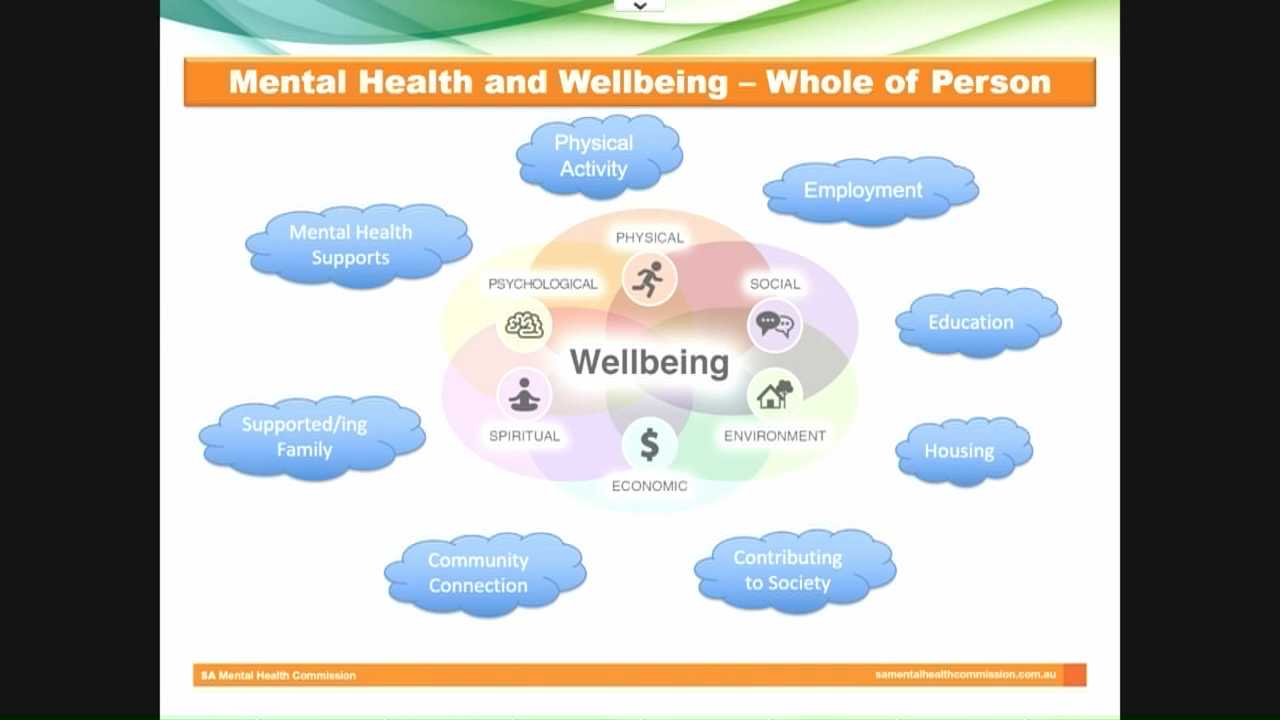 Mental Health and Wellbeing – Whole of Person
Physical
Activity
Employment
Mental Health
Supports
PHYSICAL
PSYCHOLOGICAL
SOCIAL
Education
Wellbeing
Supported/ing
Family
SPIRITUAL
ENVIRONMENT
Housing
$
ECONOMIC
Community
Connection
Contributing
to Society
SA Mental Health Commission
samentalhealthcommission.com.au